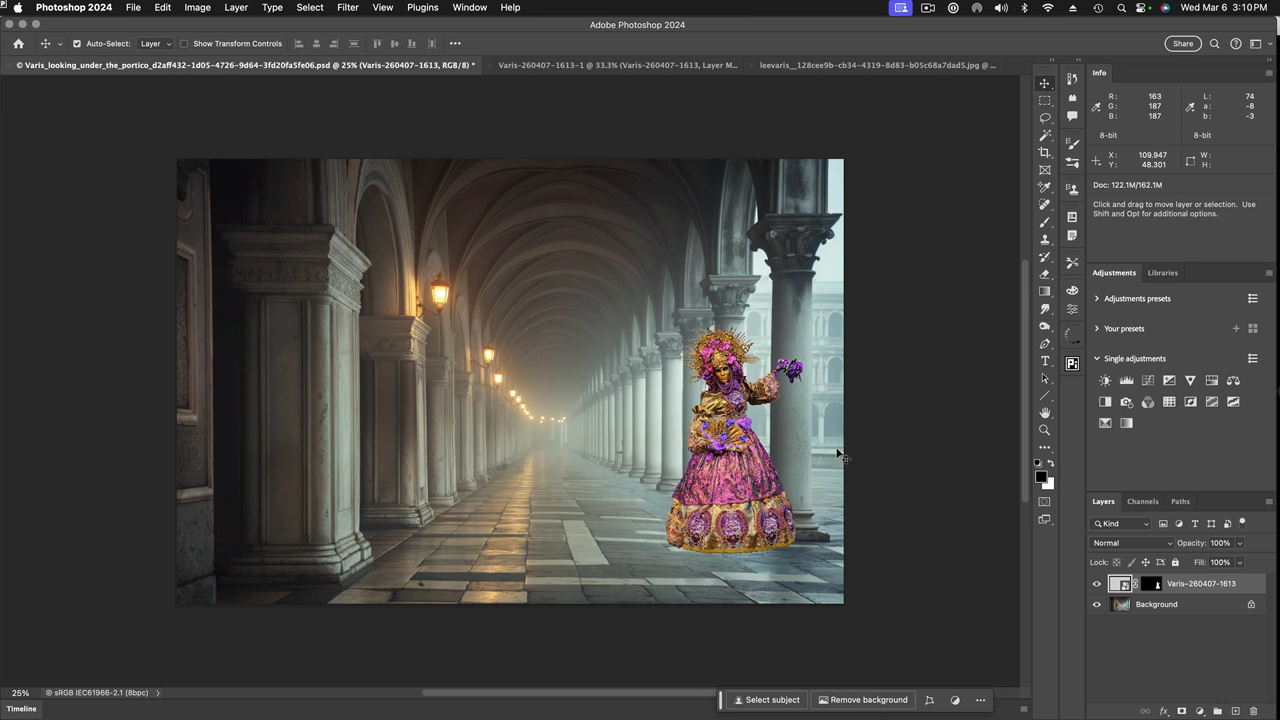 Photoshop 2024 File Edit Image Layer Type Select Filter View Plugins Window Help Wed Mar 6 3:10 PM
Adobe Photoshop 2024
Auto-Select: Layer Show Transform Controls Share
© Varis_looking_under_the_portico_d2aff432-1d05-4726-9d64-3fd20fa5fe06.psd @ 25% (Varis-260407-1613, RGB/8) * Varis-260407-1613-1 @ 33.3% (Varis-260407-1613, Layer M... leevaris__128cee9b-cb34-4319-8d83-b05c68a7dad5.jpg @ ...
Info
R: 163 L: 74
G: 187 a: -8
B: 187 b: -3
8-bit 8-bit
X: 109.947 W:
Y: 48.301 H:
Doc: 122.1M/162.1M
Click and drag to move layer or selection. Use
Shift and Opt for additional options.
Adjustments Libraries
Adjustments presets
Your presets
Single adjustments
Layers Channels Paths
Kind
Normal Opacity: 100%
Lock: Fill: 100%
Varis-260407-1613
Background
25% © sRGB IEC61966-2.1 (8bpc)
Select subject Remove background
Timeline